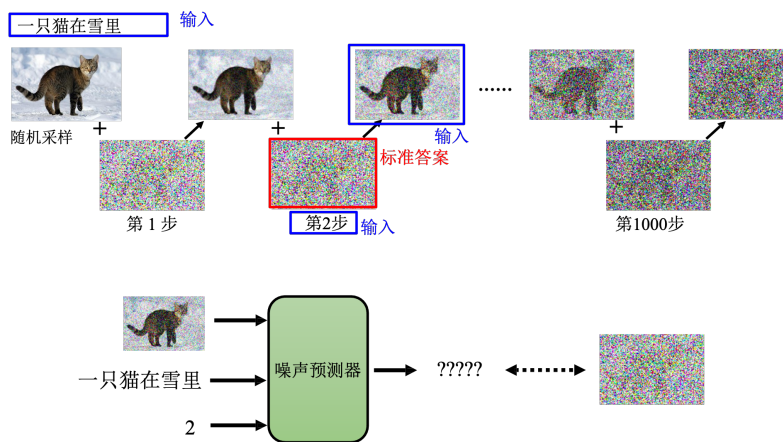 一只猫在雪里
输入
随机采样
+
+
……
+
输入
标准答案
第 1 步
第2步
输入
第1000步
一只猫在雪里
2
噪声预测器
?????